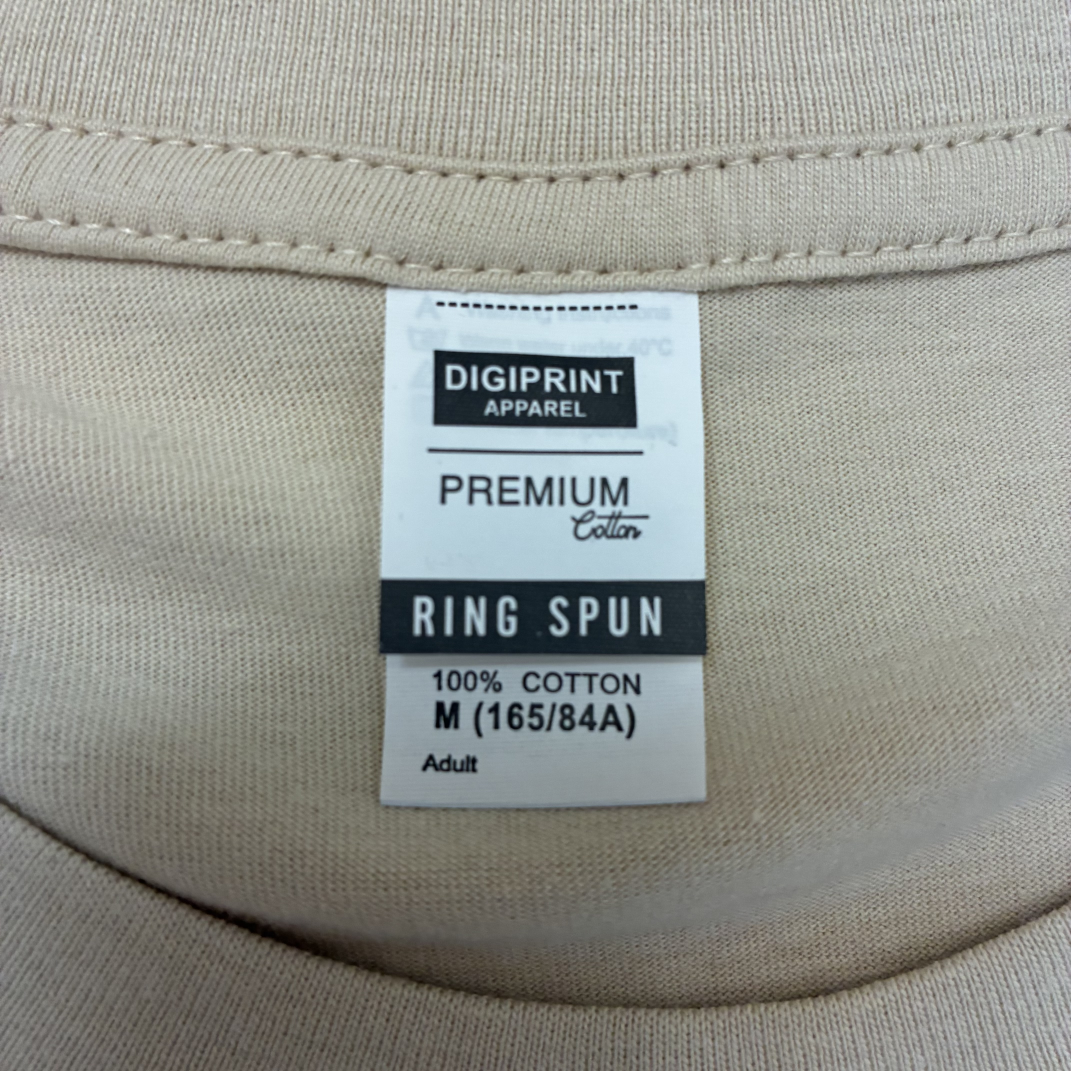 DIGIPRINT
APPAREL
PREMIUM
Cotton
RING SPUN
100% COTTON
M (165/84A)
Adult